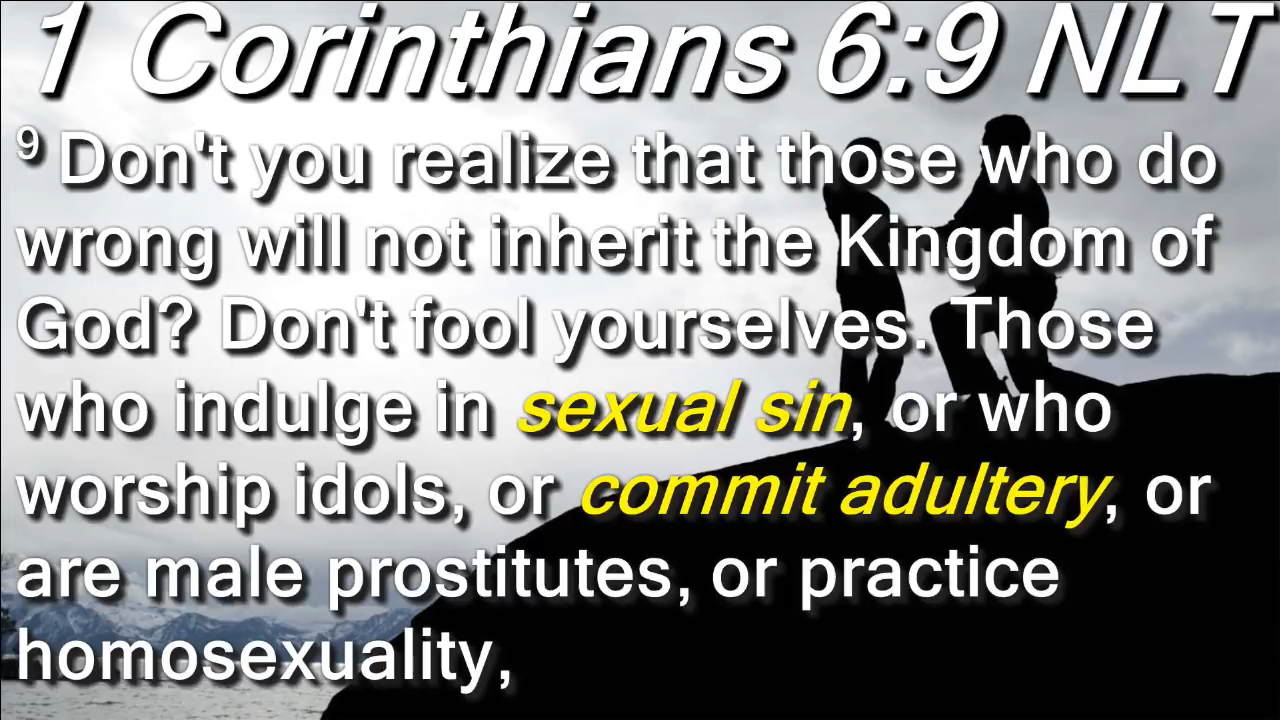 1 Corinthians 6:9 NLT
9 Don't you realize that those who do
wrong will not inherit the Kingdom of
God? Don't fool yourselves. Those
who indulge in sexual sin, or who
worship idols, or commit adultery, or
are male prostitutes, or practice
homosexuality,